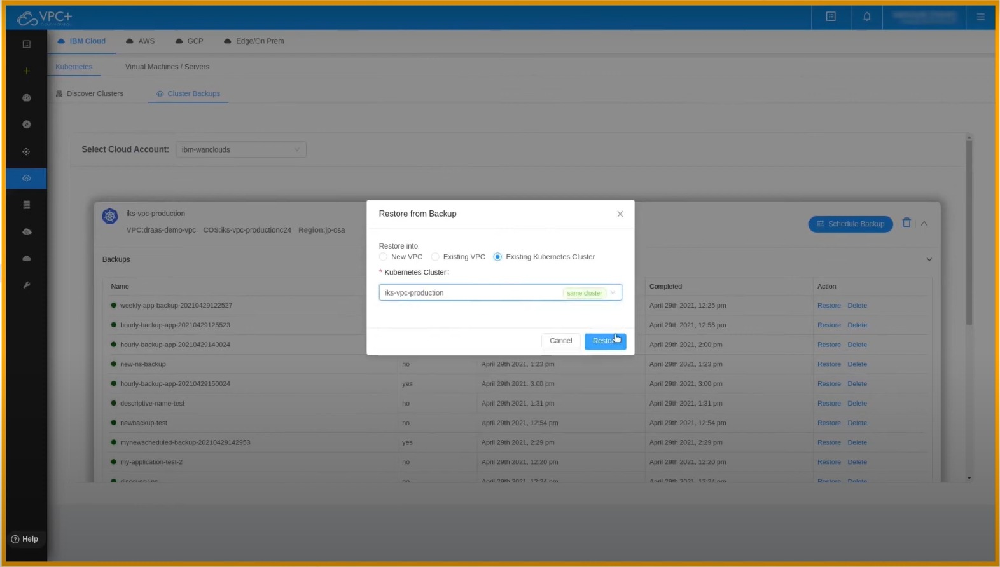 VPC+
IBM Cloud AWS GCP Edge/On Prem
Kubernetes Virtual Machines / Servers
Discover Clusters Cluster Backups
Select Cloud Account: ibm-wanclouds
iks-vpc-production
VPC:draas-demo-vpc COS:iks-vpc-productionc24 Region:jp-osa
Schedule Backup
Backups
Restore from Backup
Restore into:
New VPC Existing VPC Existing Kubernetes Cluster
* Kubernetes Cluster:
iks-vpc-production same cluster
Cancel Restore
Name Completed Action
weekly-app-backup-20210429122527 April 29th 2021, 12:25 pm Restore Delete
hourly-backup-app-20210429125523 April 29th 2021, 12:55 pm Restore Delete
hourly-backup-app-20210429140024 April 29th 2021, 2:00 pm Restore Delete
new-ns-backup no April 29th 2021, 1:23 pm April 29th 2021, 1:23 pm Restore Delete
hourly-backup-app-20210429150024 yes April 29th 2021, 3:00 pm April 29th 2021, 3:00 pm Restore Delete
descriptive-name-test no April 29th 2021, 1:31 pm April 29th 2021, 1:31 pm Restore Delete
newbackup-test no April 29th 2021, 12:54 pm April 29th 2021, 12:54 pm Restore Delete
mynewscheduled-backup-20210429142953 yes April 29th 2021, 2:29 pm April 29th 2021, 2:29 pm Restore Delete
my-application-test-2 no April 29th 2021, 12:20 pm April 29th 2021, 12:20 pm Restore Delete
discovery-ns no April 29th 2021, 12:24 pm April 29th 2021, 12:24 pm Restore Delete
Help